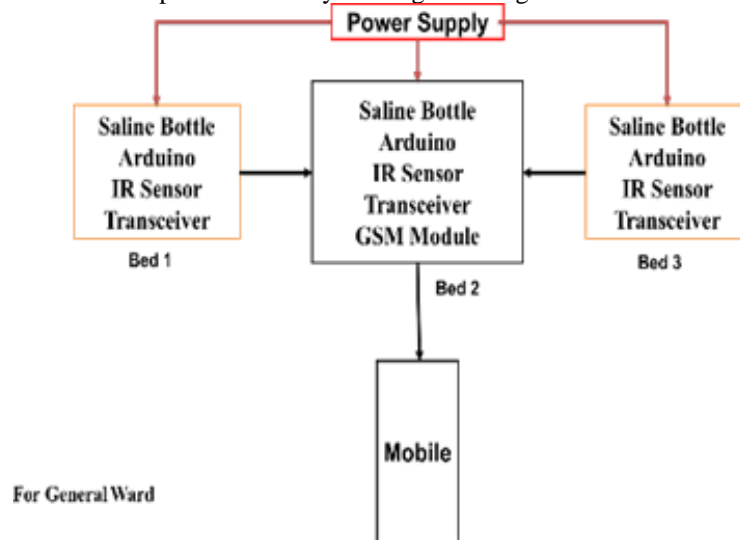 Power Supply
Saline Bottle
Arduino
IR Sensor
Transceiver
Bed 1
Saline Bottle
Arduino
IR Sensor
Transceiver
GSM Module
Bed 2
Saline Bottle
Arduino
IR Sensor
Transceiver
Bed 3
Mobile
For General Ward